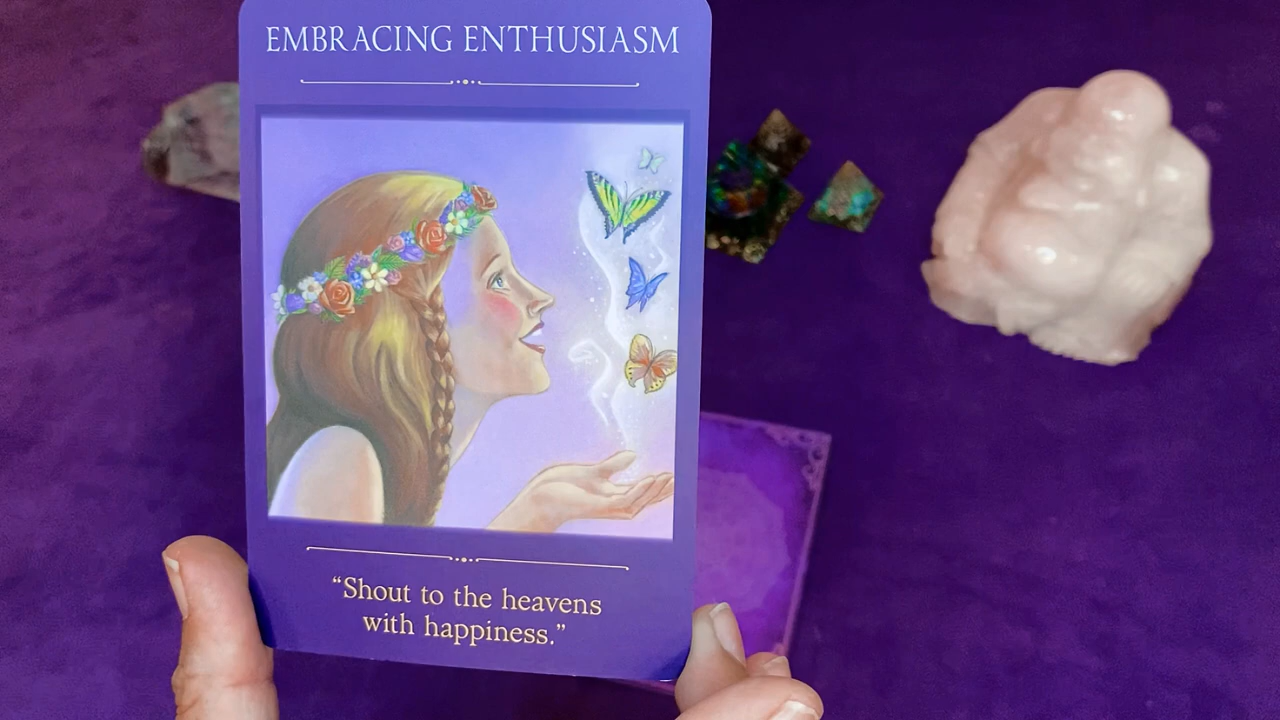 EMBRACING ENTHUSIASM
“Shout to the heavens
with happiness.”